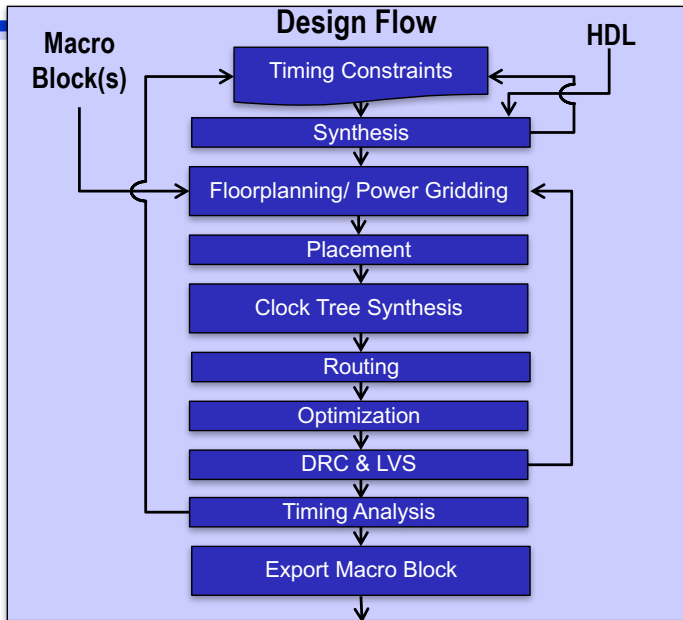 Design Flow
Macro
Block(s)
HDL
Timing Constraints
Synthesis
Floorplanning/ Power Gridding
Placement
Clock Tree Synthesis
Routing
Optimization
DRC & LVS
Timing Analysis
Export Macro Block